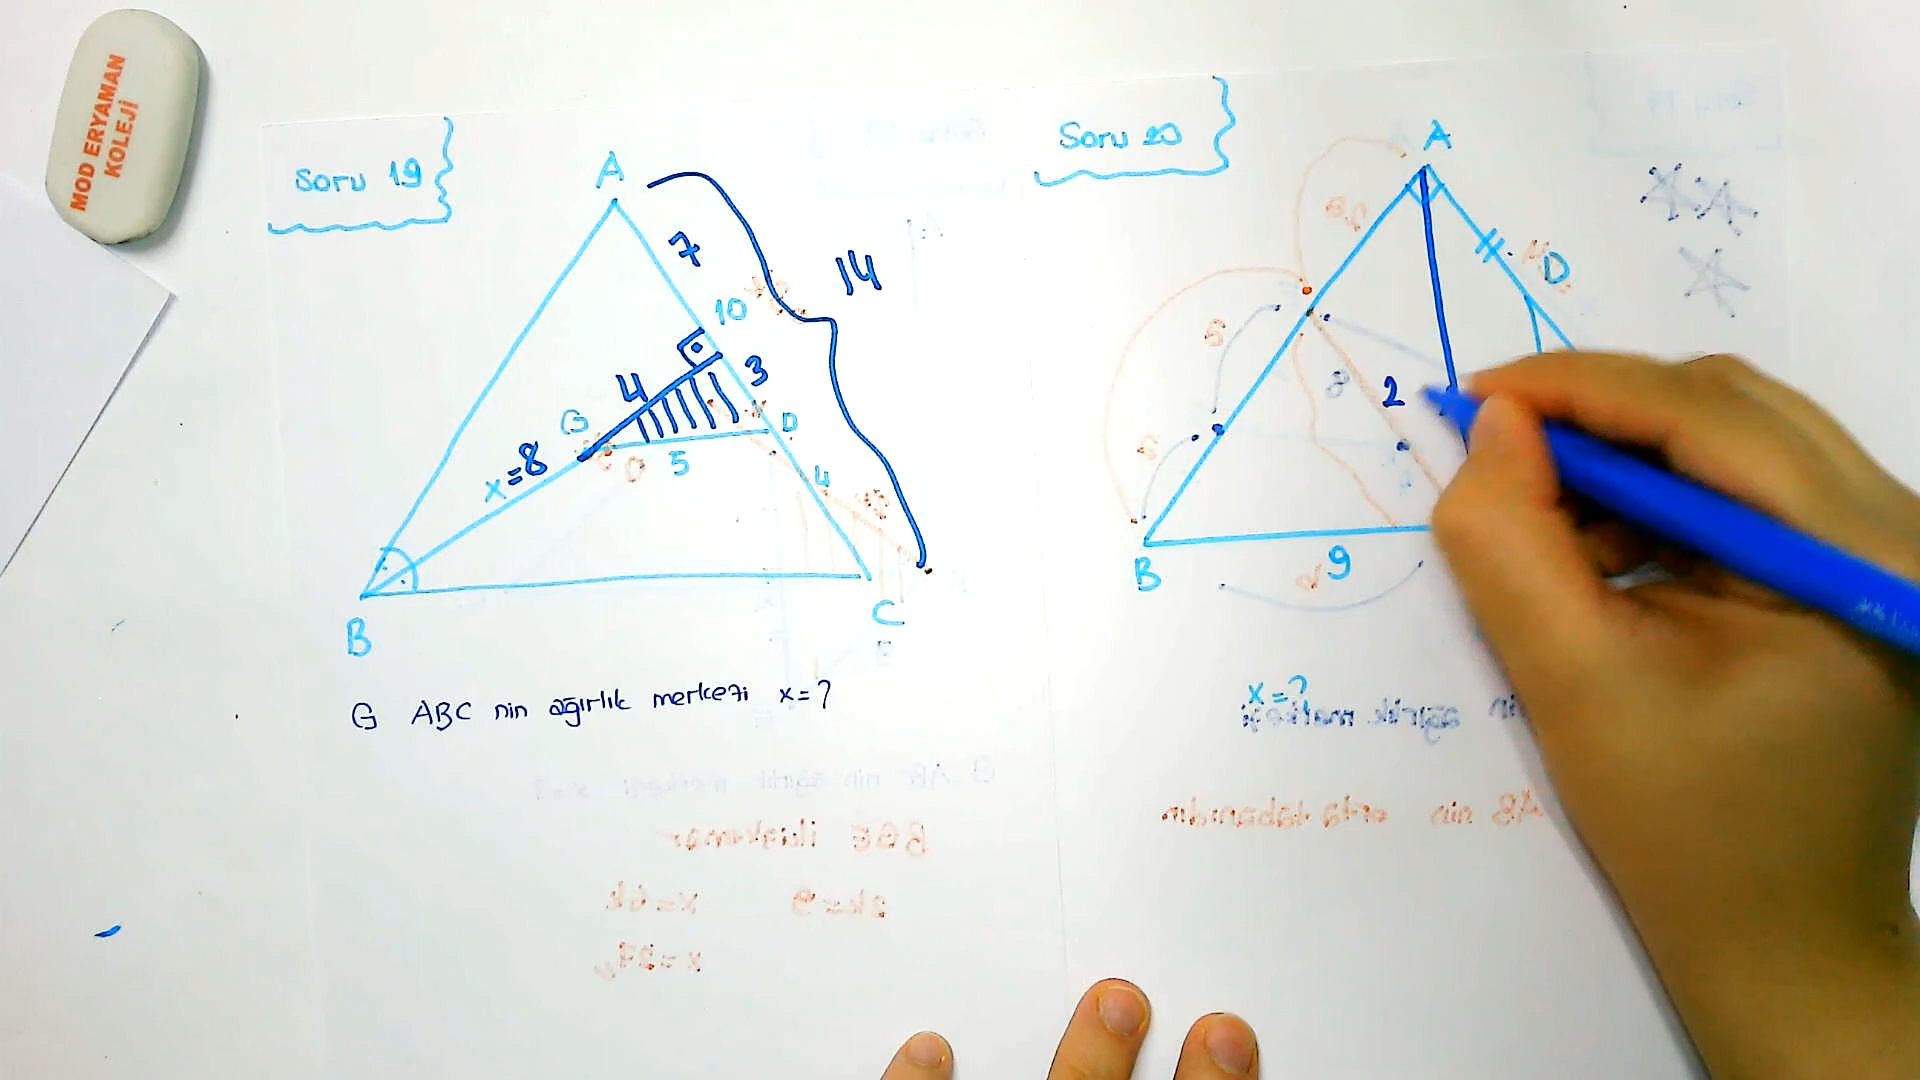 MOD ERYAMAN
KOLEJİ
Soru 19
A
7
14
10
4
3
G
D
x=8
5
4
B
C
G ABC nin ağırlık merkezi x=?
Soru 20
A
D
2
B
9
x=?